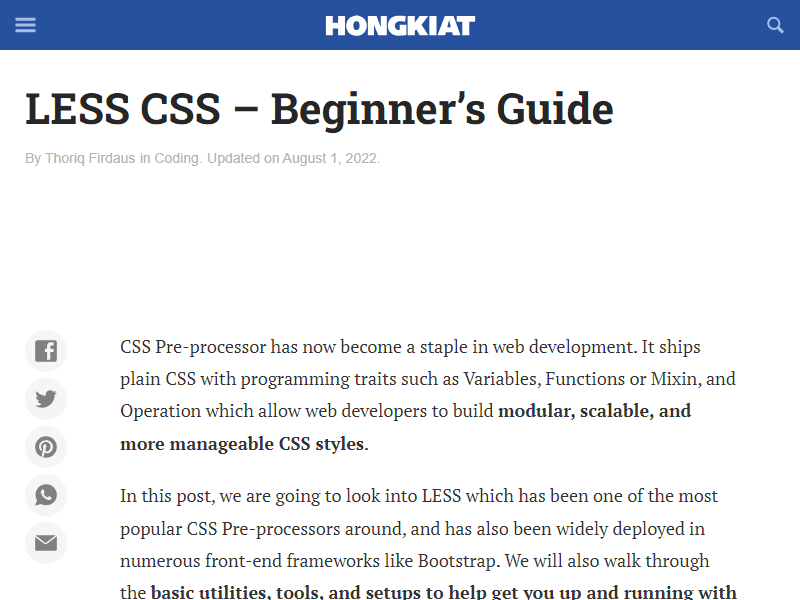 HONGKIAT
LESS CSS – Beginner’s Guide
By Thoriq Firdaus in Coding. Updated on August 1, 2022.
CSS Pre-processor has now become a staple in web development. It ships
plain CSS with programming traits such as Variables, Functions or Mixin, and
Operation which allow web developers to build modular, scalable, and
more manageable CSS styles.
In this post, we are going to look into LESS which has been one of the most
popular CSS Pre-processors around, and has also been widely deployed in
numerous front-end frameworks like Bootstrap. We will also walk through
the basic utilities, tools, and setups to help get you up and running with